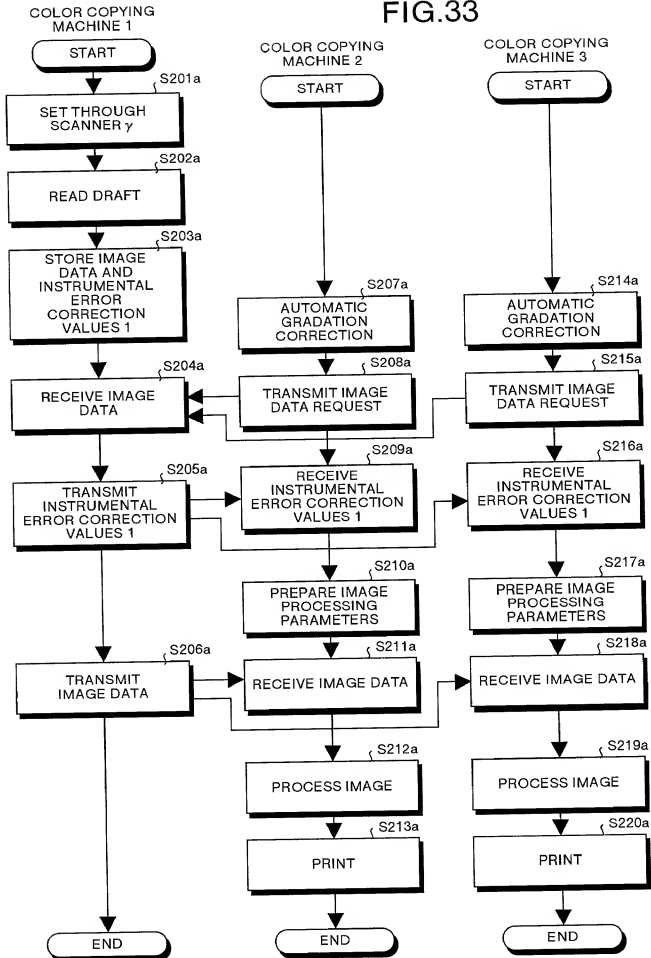 FIG.33
COLOR COPYING
MACHINE 1
START
S201a
SET THROUGH
SCANNER γ
S202a
READ DRAFT
S203a
STORE IMAGE
DATA AND
INSTRUMENTAL
ERROR
CORRECTION
VALUES 1
S204a
RECEIVE IMAGE
DATA
S205a
TRANSMIT
INSTRUMENTAL
ERROR CORRECTION
VALUES 1
S206a
TRANSMIT
IMAGE DATA
END
COLOR COPYING
MACHINE 2
START
S207a
AUTOMATIC
GRADATION
CORRECTION
S208a
TRANSMIT IMAGE
DATA REQUEST
S209a
RECEIVE
INSTRUMENTAL
ERROR CORRECTION
VALUES 1
S210a
PREPARE IMAGE
PROCESSING
PARAMETERS
S211a
RECEIVE IMAGE DATA
S212a
PROCESS IMAGE
S213a
PRINT
END
COLOR COPYING
MACHINE 3
START
S214a
AUTOMATIC
GRADATION
CORRECTION
S215a
TRANSMIT IMAGE
DATA REQUEST
S216a
RECEIVE
INSTRUMENTAL
ERROR CORRECTION
VALUES 1
S217a
PREPARE IMAGE
PROCESSING
PARAMETERS
S218a
RECEIVE IMAGE DATA
S219a
PROCESS IMAGE
S220a
PRINT
END